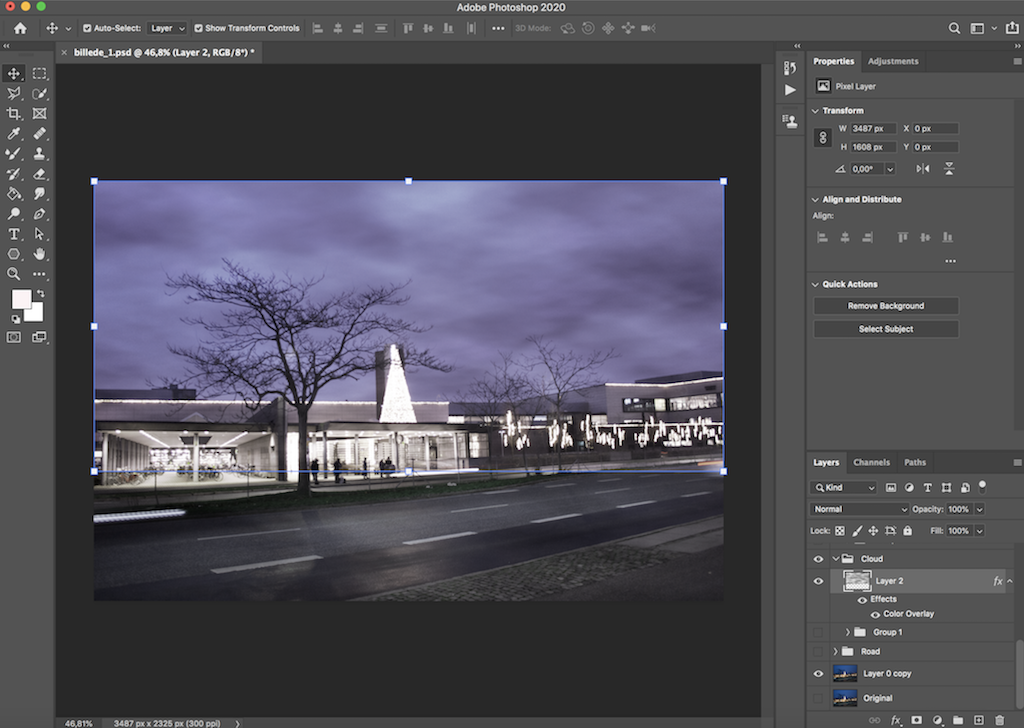 Adobe Photoshop 2020
Auto-Select: Layer Show Transform Controls 3D Mode:
billede_1.psd @ 46,8% (Layer 2, RGB/8*) *
Properties Adjustments
Pixel Layer
Transform
W 3487 px X 0 px
H 1608 px Y 0 px
0,00°
Align and Distribute
Align:
Quick Actions
Remove Background
Select Subject
Layers Channels Paths
Kind
Normal Opacity: 100%
Lock: Fill: 100%
Cloud
Layer 2 fx
Effects
Color Overlay
Group 1
Road
Layer 0 copy
Original
fx
46,81% 3487 px x 2325 px (300 ppi)